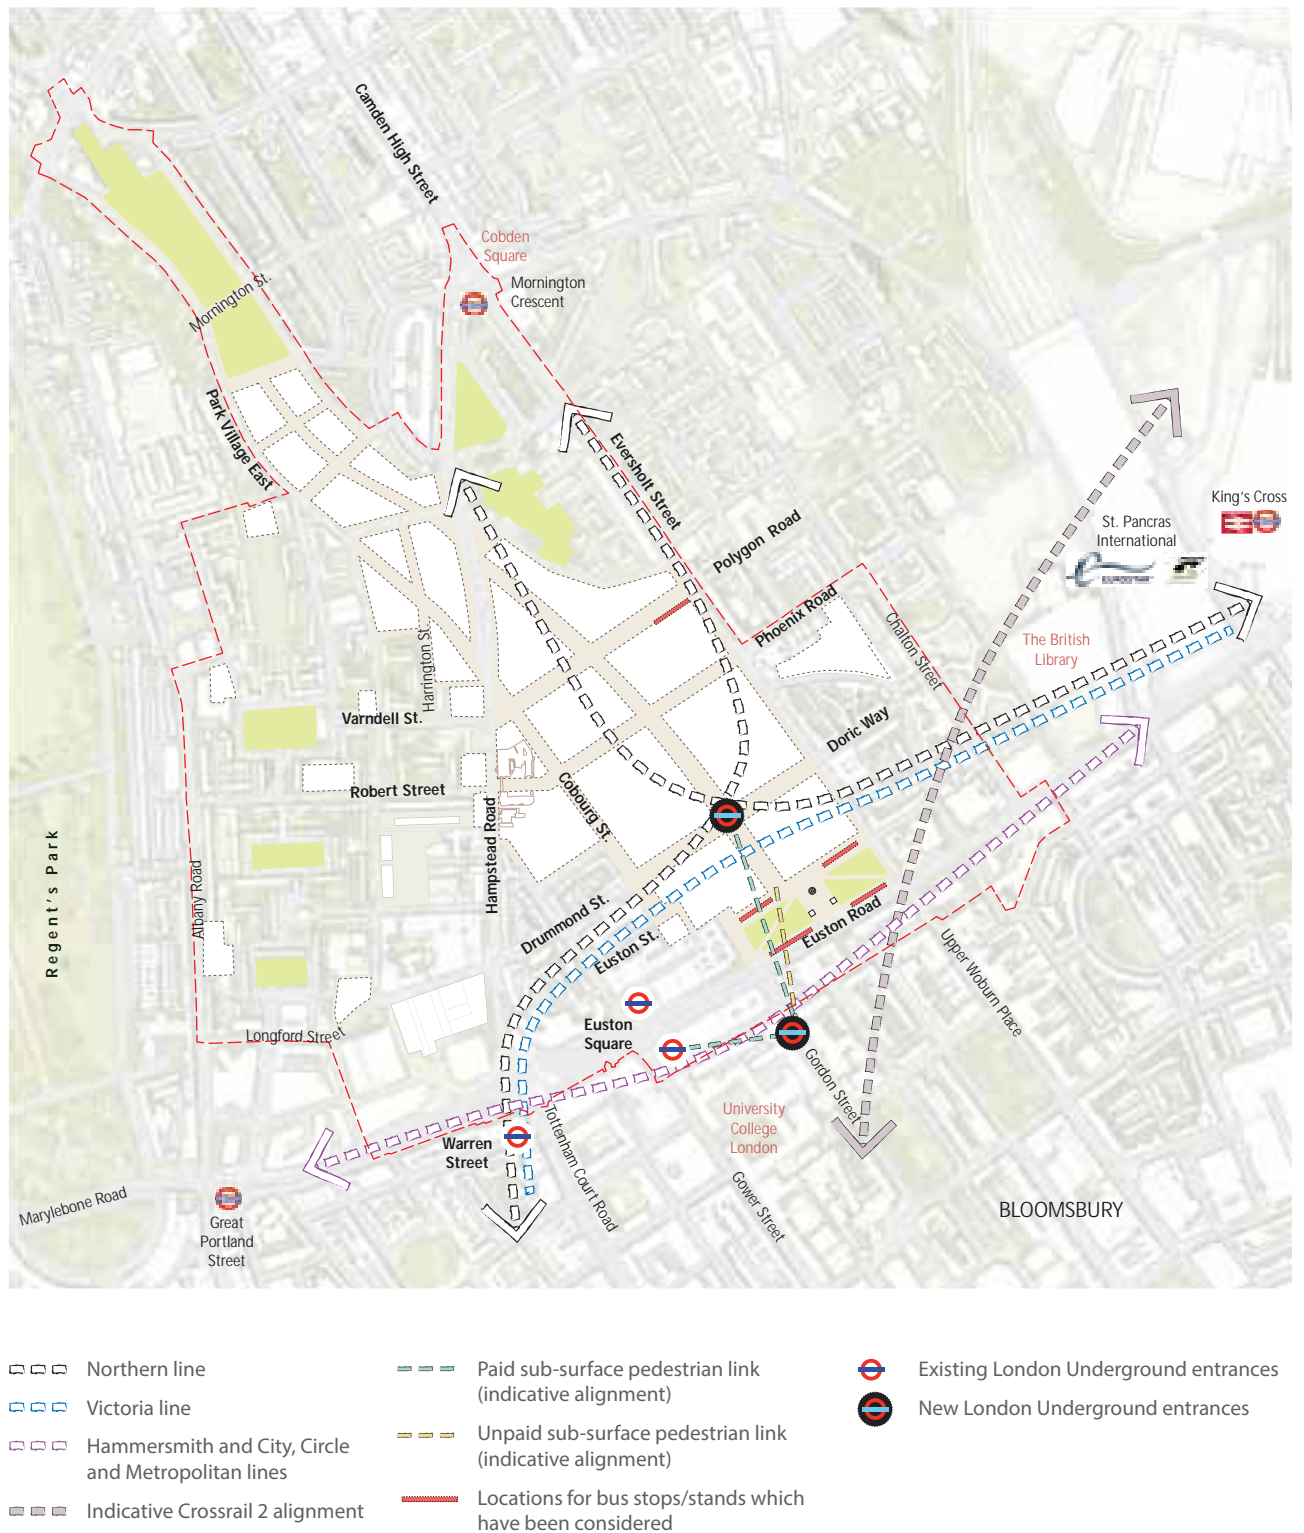 Camden High Street
Cobden
Square
Mornington
Crescent
Mornington St.
Park Village East
Eversholt Street
Polygon Road
King's Cross
St. Pancras
International
EUROSTAR
Phoenix Road
Chalton Street
The British
Library
Harrington St.
Varndell St.
Doric Way
Robert Street
Cobourg St.
Hampstead Road
Regent's Park
Albany Road
Drummond St.
Euston St.
Euston Road
Upper Woburn Place
Euston
Square
Longford Street
Gordon Street
University
College
London
Warren
Street
Tottenham Court Road
Gower Street
Marylebone Road
Great
Portland
Street
BLOOMSBURY
Northern line
Victoria line
Hammersmith and City, Circle
and Metropolitan lines
Indicative Crossrail 2 alignment
Paid sub-surface pedestrian link
(indicative alignment)
Unpaid sub-surface pedestrian link
(indicative alignment)
Locations for bus stops/stands which
have been considered
Existing London Underground entrances
New London Underground entrances